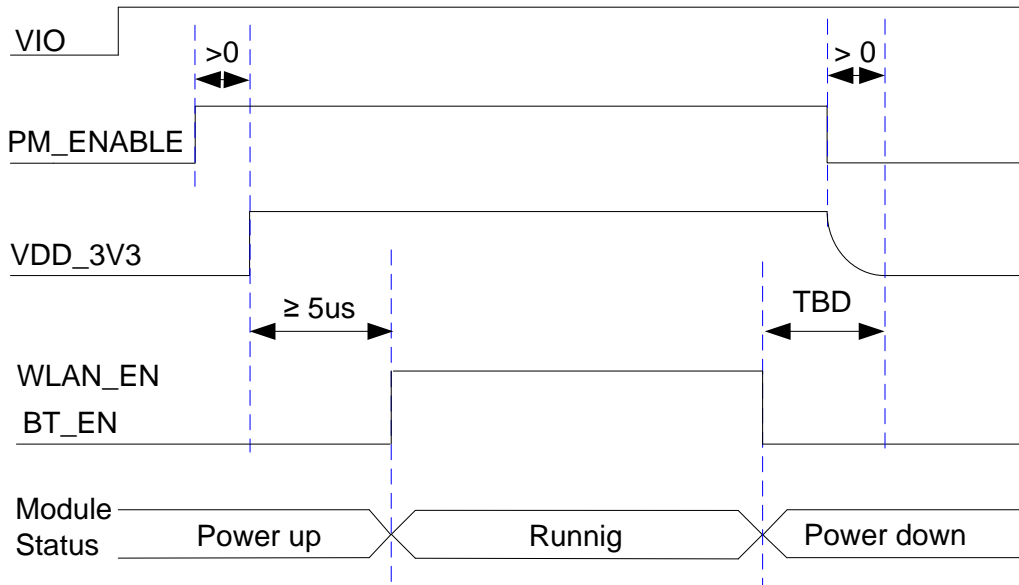 VIO
>0
> 0
PM_ENABLE
VDD_3V3
≥ 5us
TBD
WLAN_EN
BT_EN
Module
Status
Power up
Runnig
Power down